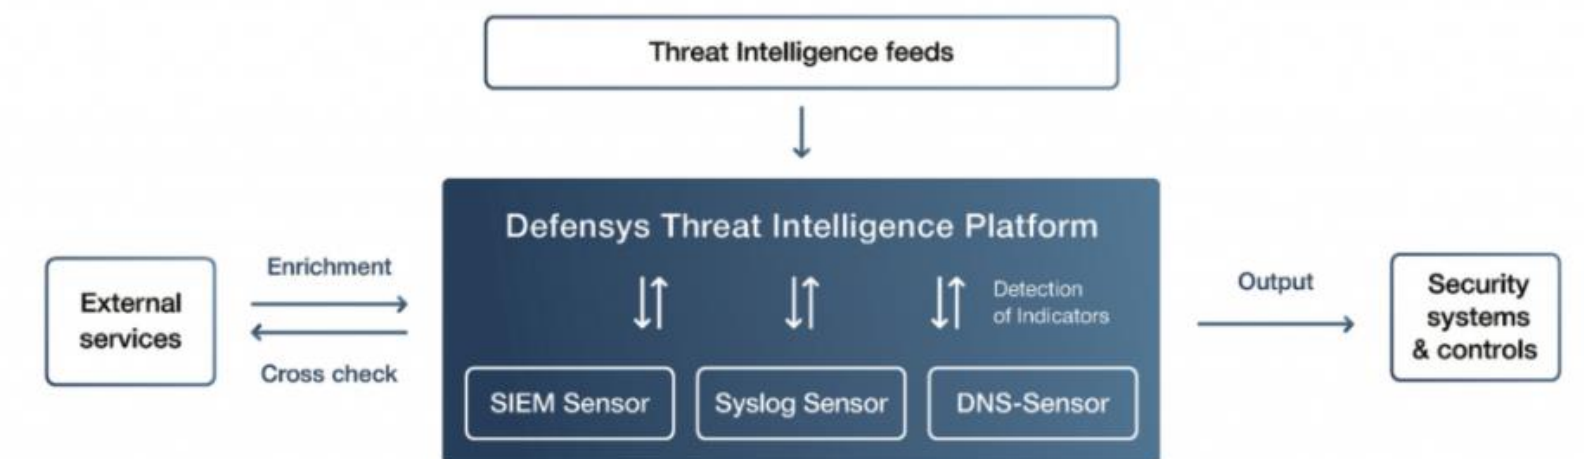 Threat Intelligence feeds
Defensys Threat Intelligence Platform
External
services
Enrichment
Cross check
Detection
of Indicators
SIEM Sensor
Syslog Sensor
DNS-Sensor
Output
Security
systems
& controls